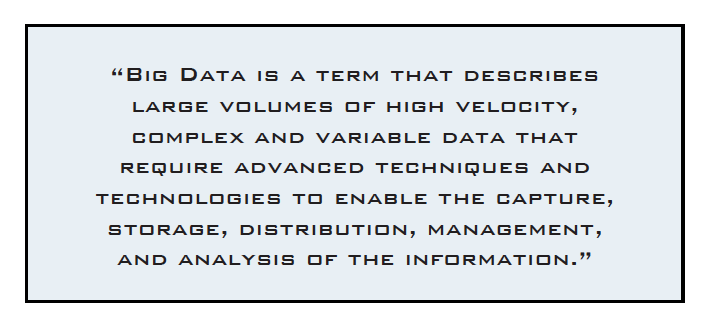 “Big Data is a term that describes
large volumes of high velocity,
complex and variable data that
require advanced techniques and
technologies to enable the capture,
storage, distribution, management,
and analysis of the information.”